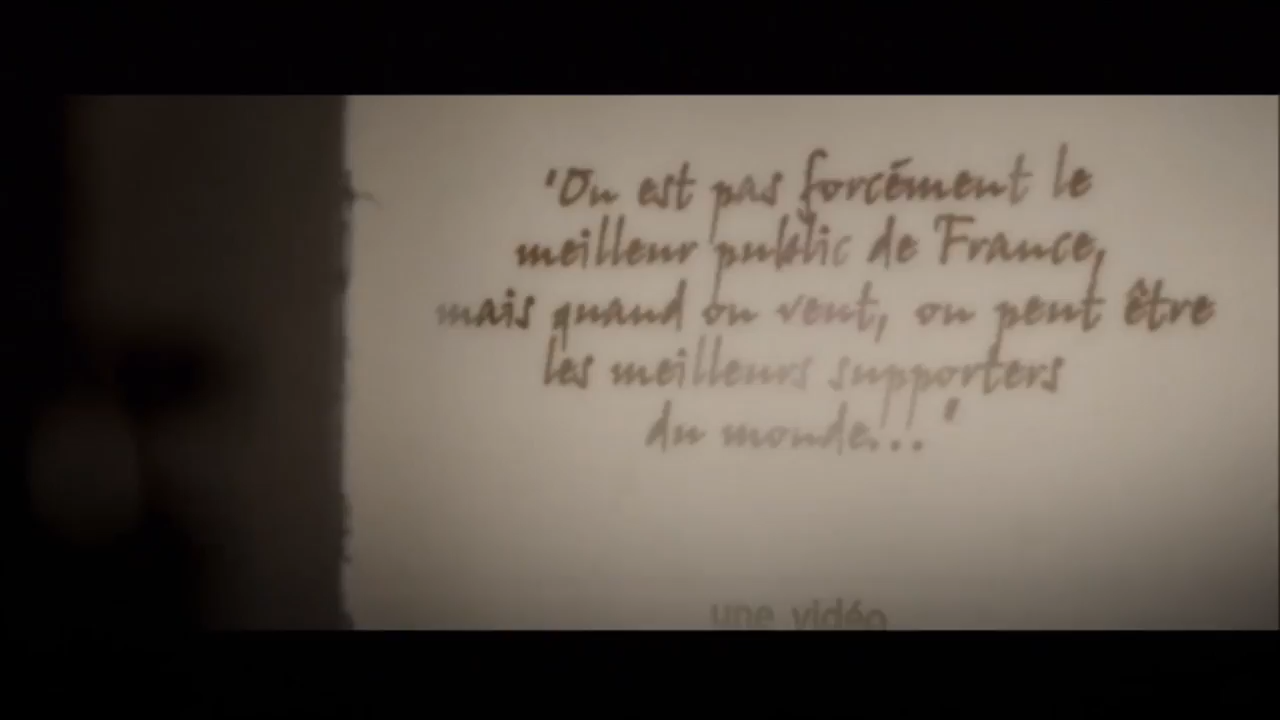 "On est pas forcément le
meilleur public de France,
mais quand on veut, on peut être
les meilleurs supporters
du monde..."
une vidéo